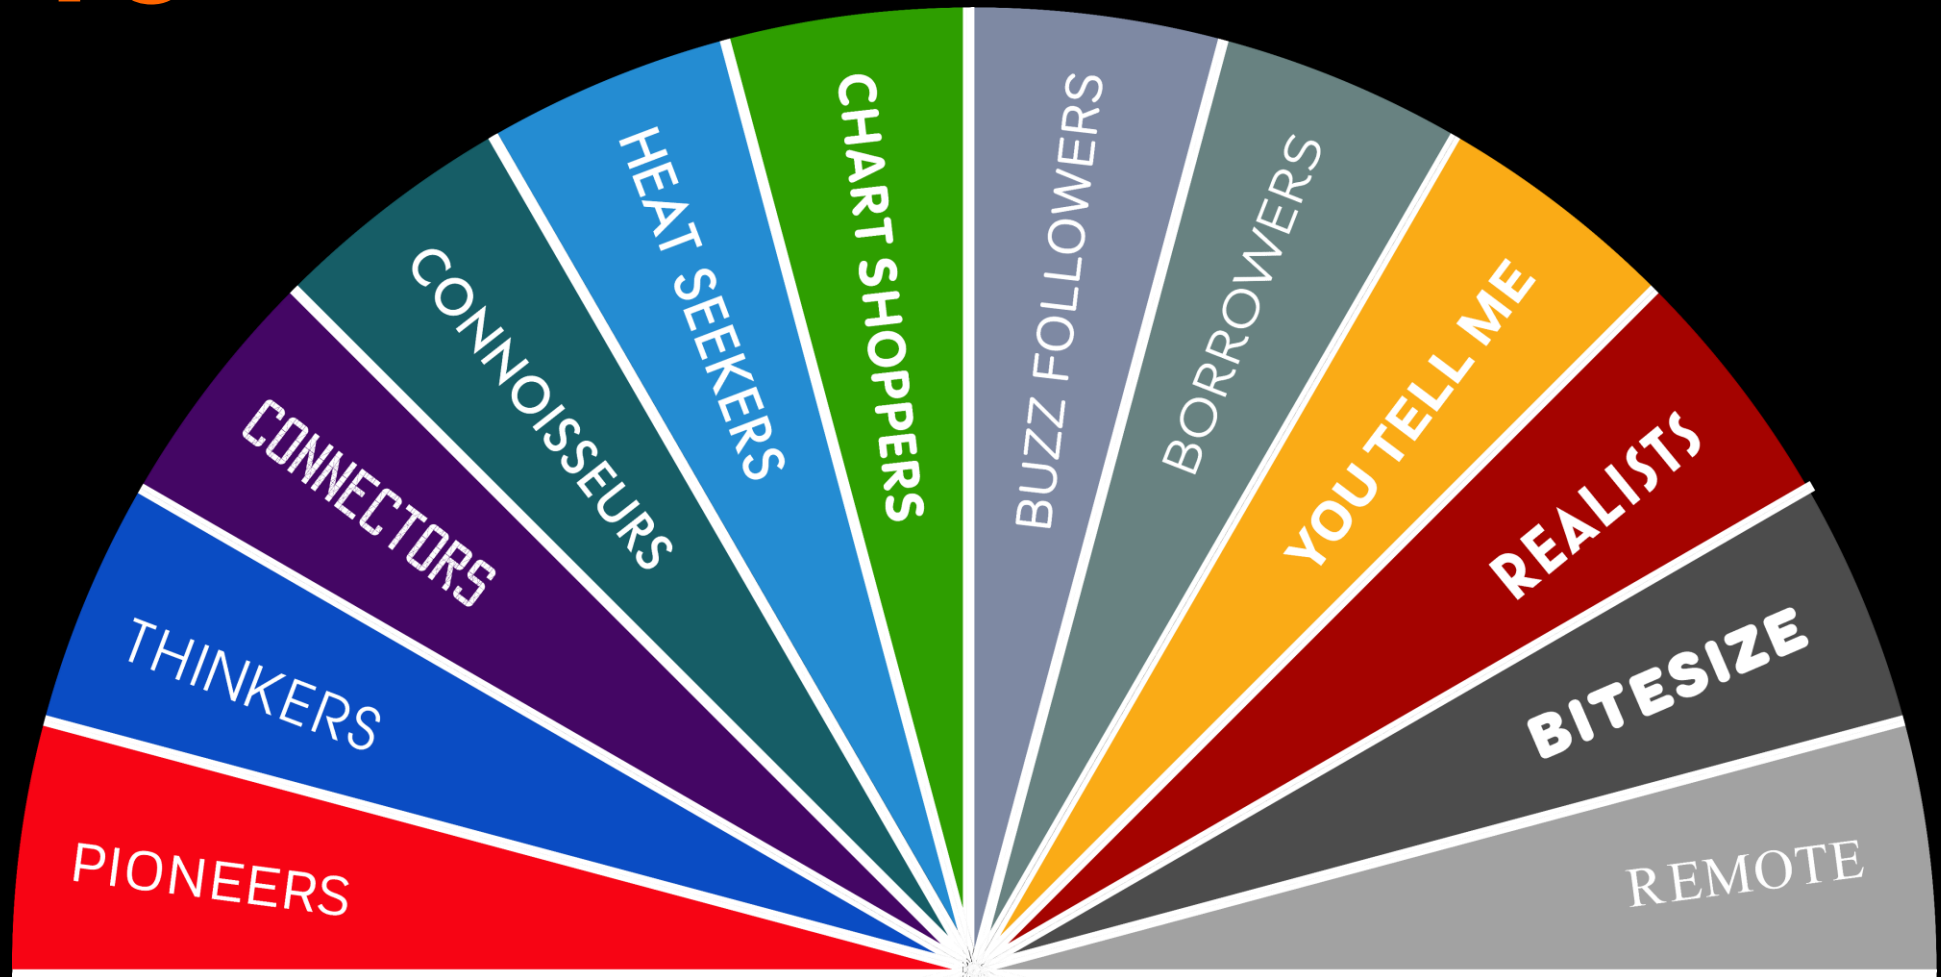 PIONEERS
THINKERS
CONNECTORS
CONNOISSEURS
HEAT SEEKERS
CHART SHOPPERS
BUZZ FOLLOWERS
BORROWERS
YOU TELL ME
REALISTS
BITESIZE
REMOTE